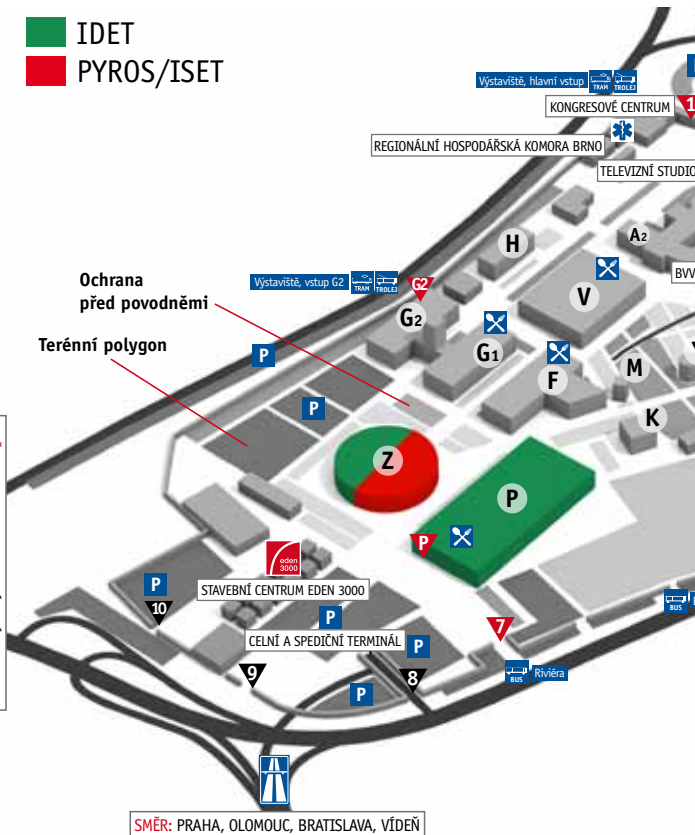 IDET
PYROS/ISET
Výstaviště, hlavní vstup
TRAM
TROLEJ
KONGRESOVÉ CENTRUM
1
REGIONÁLNÍ HOSPODÁŘSKÁ KOMORA BRNO
TELEVIZNÍ STUDIO
A2
H
BVV
Ochrana
před povodněmi
Výstaviště, vstup G2
TRAM
TROLEJ
G2
V
G2
Terénní polygon
P
G1
F
M
P
K
Z
P
P
eden
3000
P
STAVEBNÍ CENTRUM EDEN 3000
10
P
7
CELNÍ A SPEDIČNÍ TERMINÁL
P
BUS
9
8
BUS
Riviéra
P
SMĚR: PRAHA, OLOMOUC, BRATISLAVA, VÍDEŇ